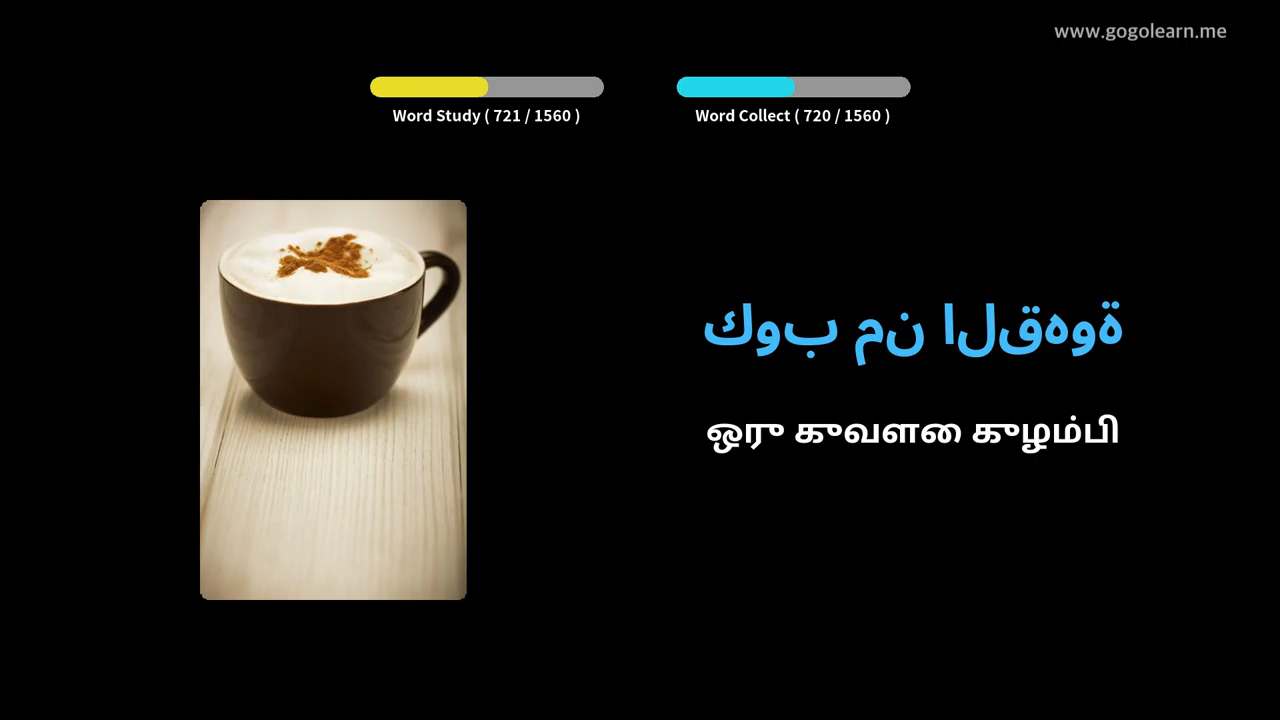 www.gogolearn.me
Word Study ( 721 / 1560 )
Word Collect ( 720 / 1560 )
كوب من القهوة
ஒரு குவளை குழம்பி